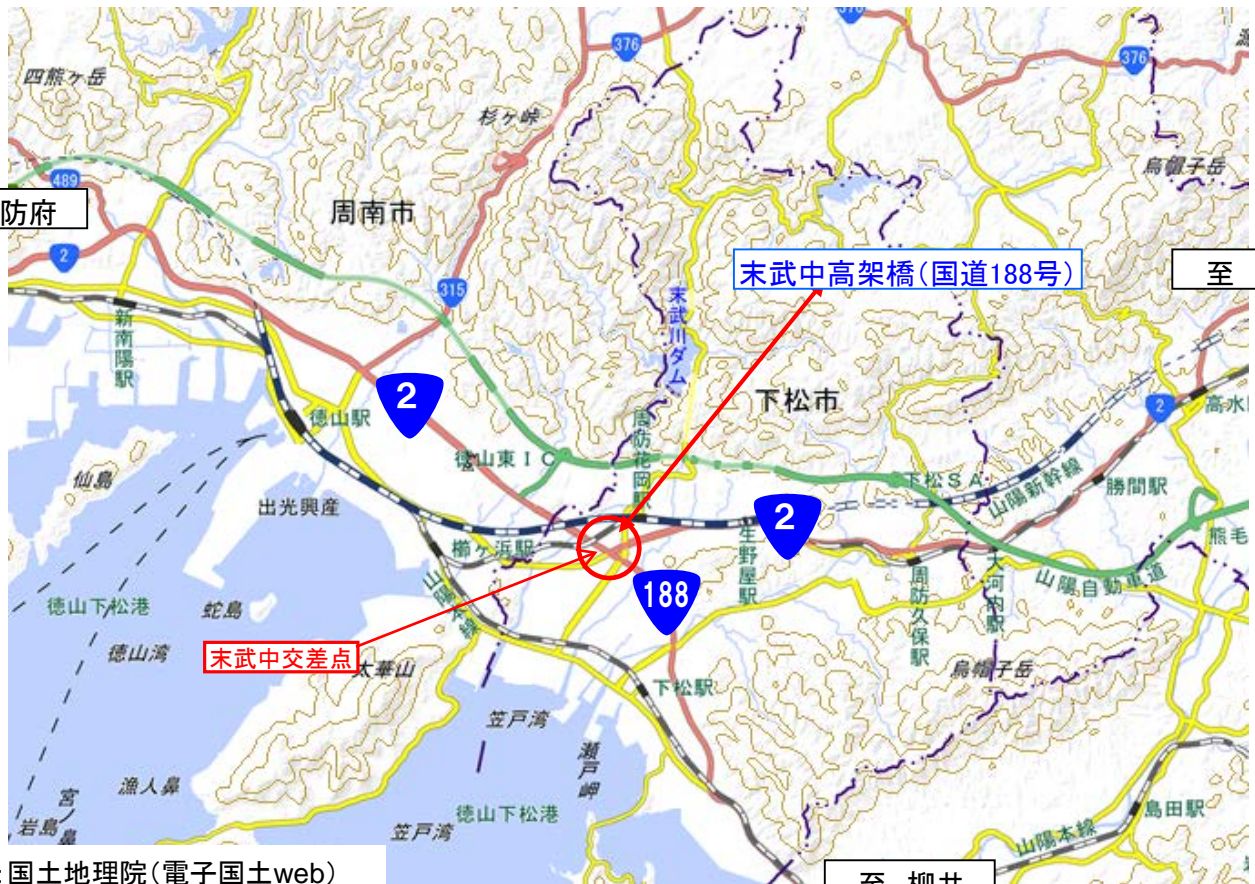 376
376
四熊ヶ岳
杉ヶ峠
烏帽子岳
489
防府
周南市
末武中高架橋(国道188号)
至
2
315
末武川ダム
新南陽駅
2
下松市
2
高水
徳山駅
周防花岡駅
徳山東IC
仙島
下松SA
山陽新幹線
勝間駅
出光興産
2
熊毛
櫛ヶ浜駅
生野屋駅
周防久保駅
大河内駅
山陽自動車道
188
徳山下松港
蛇島
山陽本線
徳山湾
末武中交差点
太華山
烏帽子岳
下松駅
笠戸湾
瀬戸岬
漁人鼻
宮ノ鼻
岩島
徳山下松港
笠戸湾
島田駅
山陽本線
国土地理院(電子国土web)
至 柳井